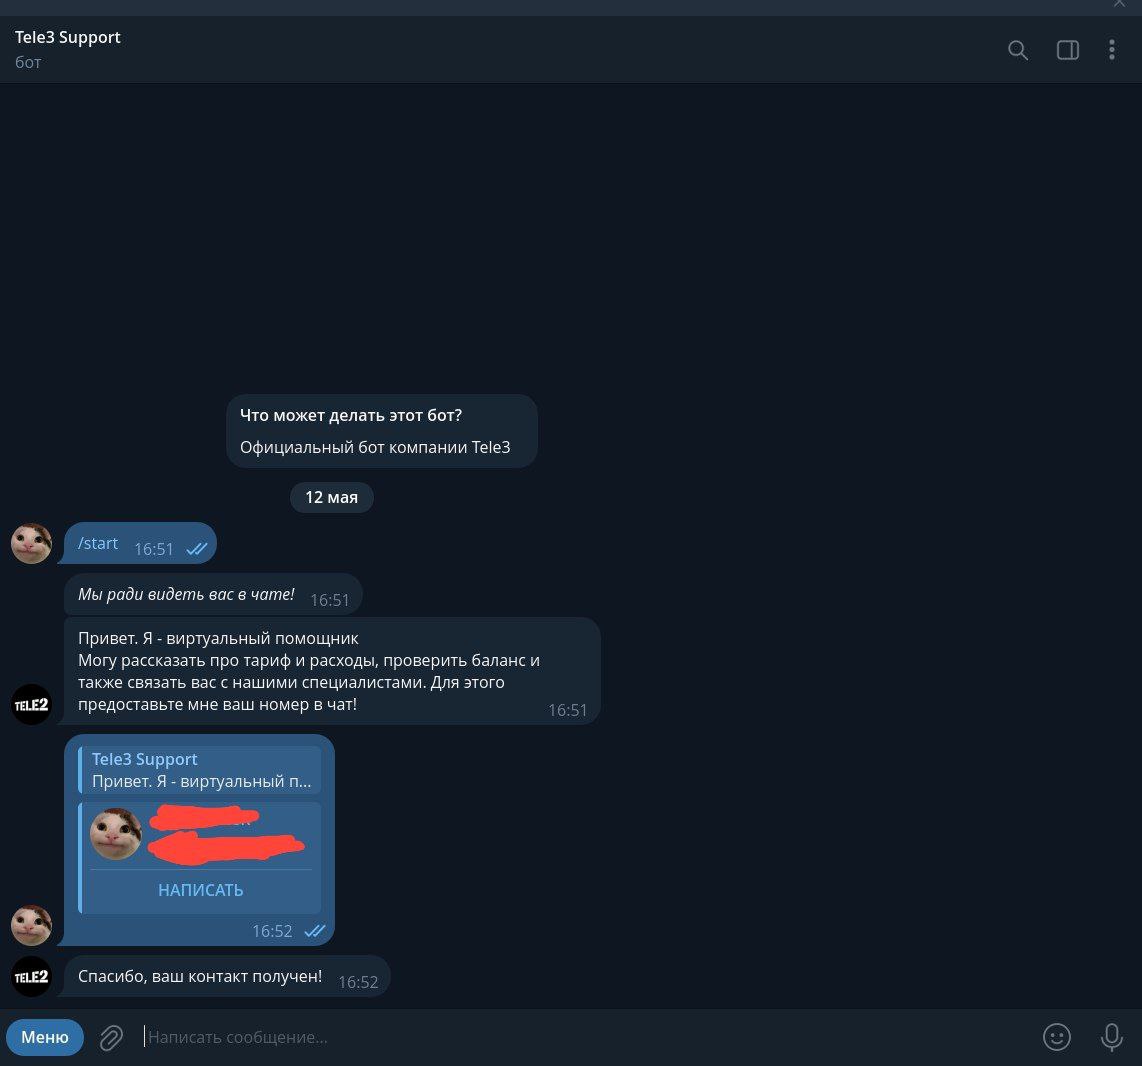 Tele3 Support
бот
Что может делать этот бот?
Официальный бот компании Tele3
12 мая
/start 16:51
Мы ради видеть вас в чате! 16:51
Привет. Я - виртуальный помощник
Могу рассказать про тариф и расходы, проверить баланс и
также связать вас с нашими специалистами. Для этого
предоставьте мне ваш номер в чат!
16:51
TELE2
Tele3 Support
Привет. Я - виртуальный п...
НАПИСАТЬ
16:52
TELE2
Спасибо, ваш контакт получен! 16:52
Меню
Написать сообщение...